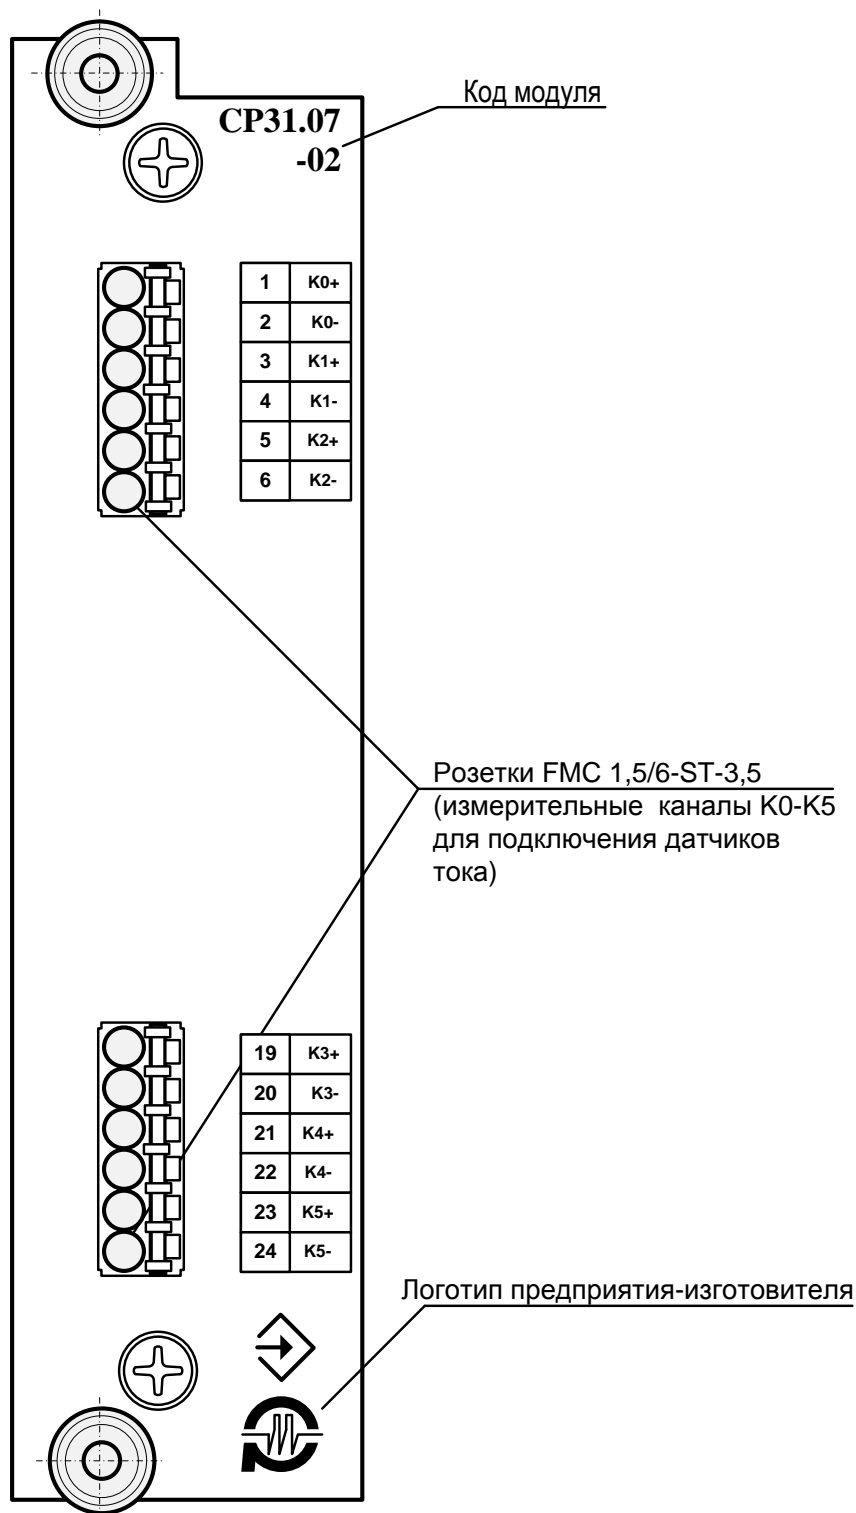 Код модуля
СР31.07
-02
1 K0+
2 K0-
3 K1+
4 K1-
5 K2+
6 K2-
Розетки FMC 1,5/6-ST-3,5
(измерительные каналы K0-K5
для подключения датчиков
тока)
19 K3+
20 K3-
21 K4+
22 K4-
23 K5+
24 K5-
Логотип предприятия-изготовителя